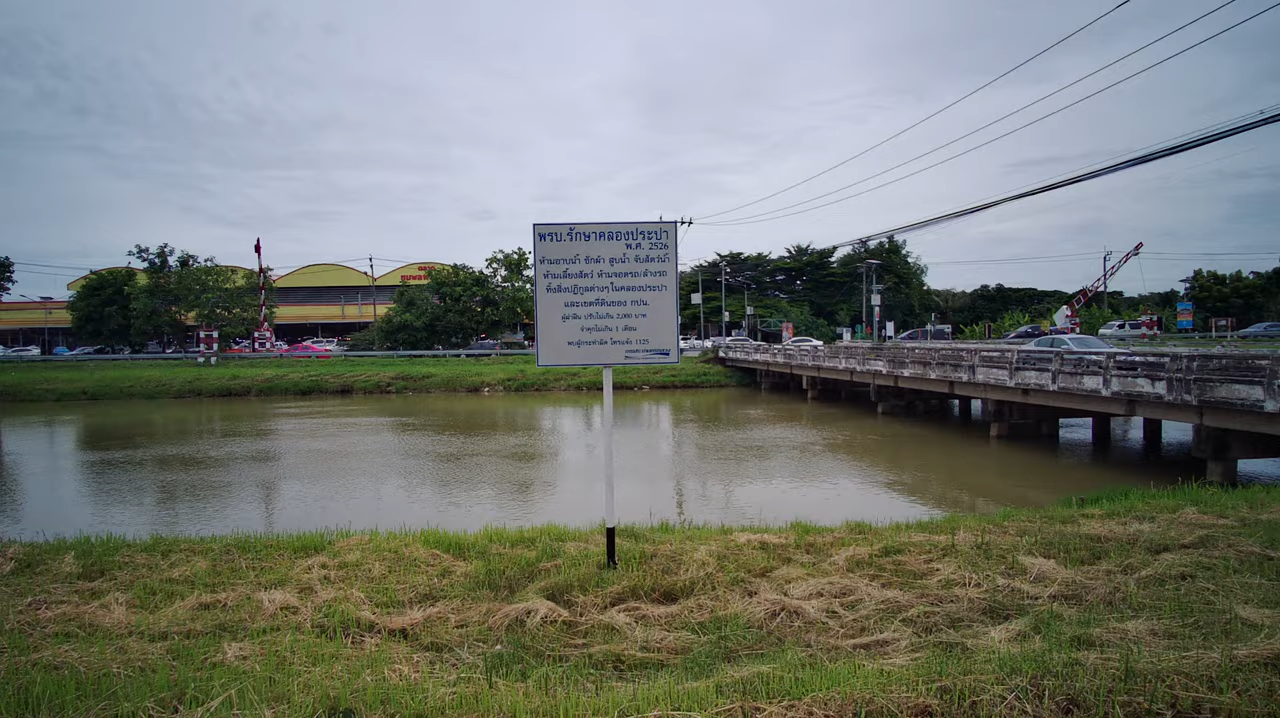 พรบ.รักษาคลองประปา
พ.ศ. 2526
ห้ามอาบน้ำ ซักผ้า สูบน้ำ จับสัตว์น้ำ
ห้ามเลี้ยงสัตว์ ห้ามจอดรถ/ล้างรถ
ทิ้งสิ่งปฏิกูลต่างๆในคลองประปา
และเขตที่ดินของ กปน.
ผู้ฝ่าฝืน ปรับไม่เกิน 2,000 บาท
จำคุกไม่เกิน 1 เดือน
พบผู้กระทำผิด โทรแจ้ง 1125
ตลาด